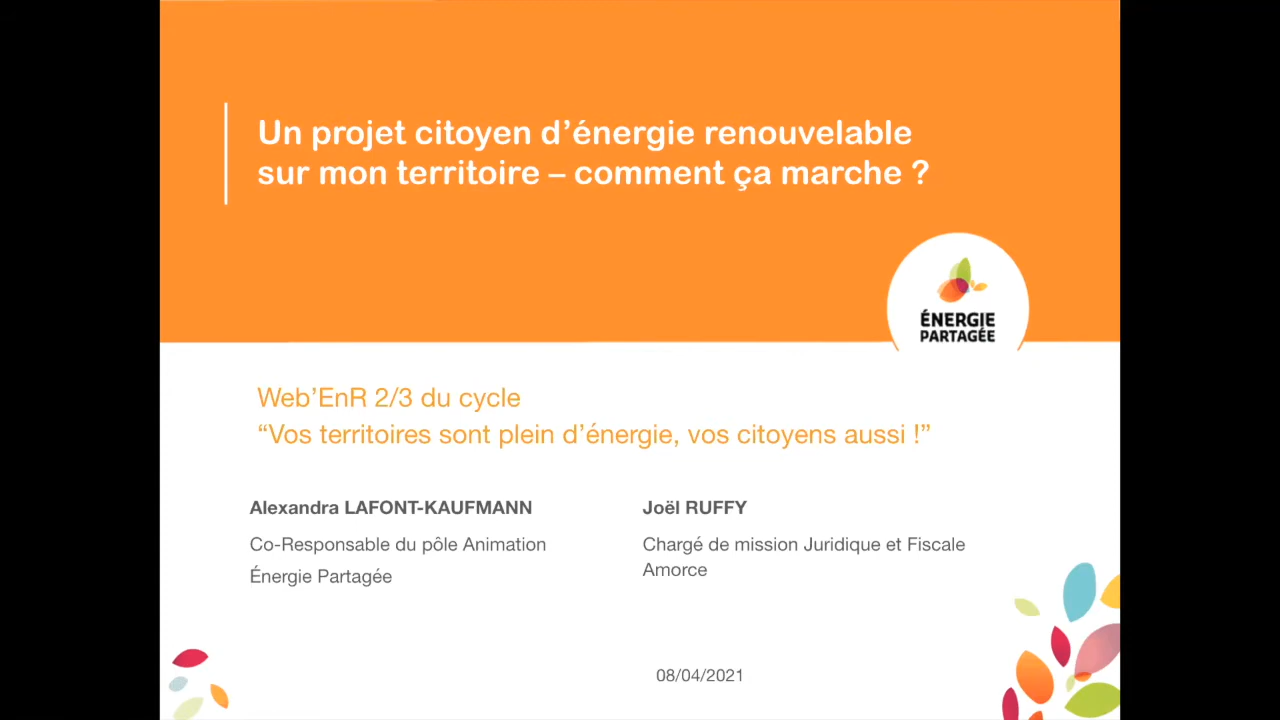 Un projet citoyen d’énergie renouvelable
sur mon territoire – comment ça marche ?
ÉNERGIE
PARTAGÉE
Web’EnR 2/3 du cycle
“Vos territoires sont plein d’énergie, vos citoyens aussi !”
Alexandra LAFONT-KAUFMANN
Co-Responsable du pôle Animation
Énergie Partagée
Joël RUFFY
Chargé de mission Juridique et Fiscale
Amorce
08/04/2021